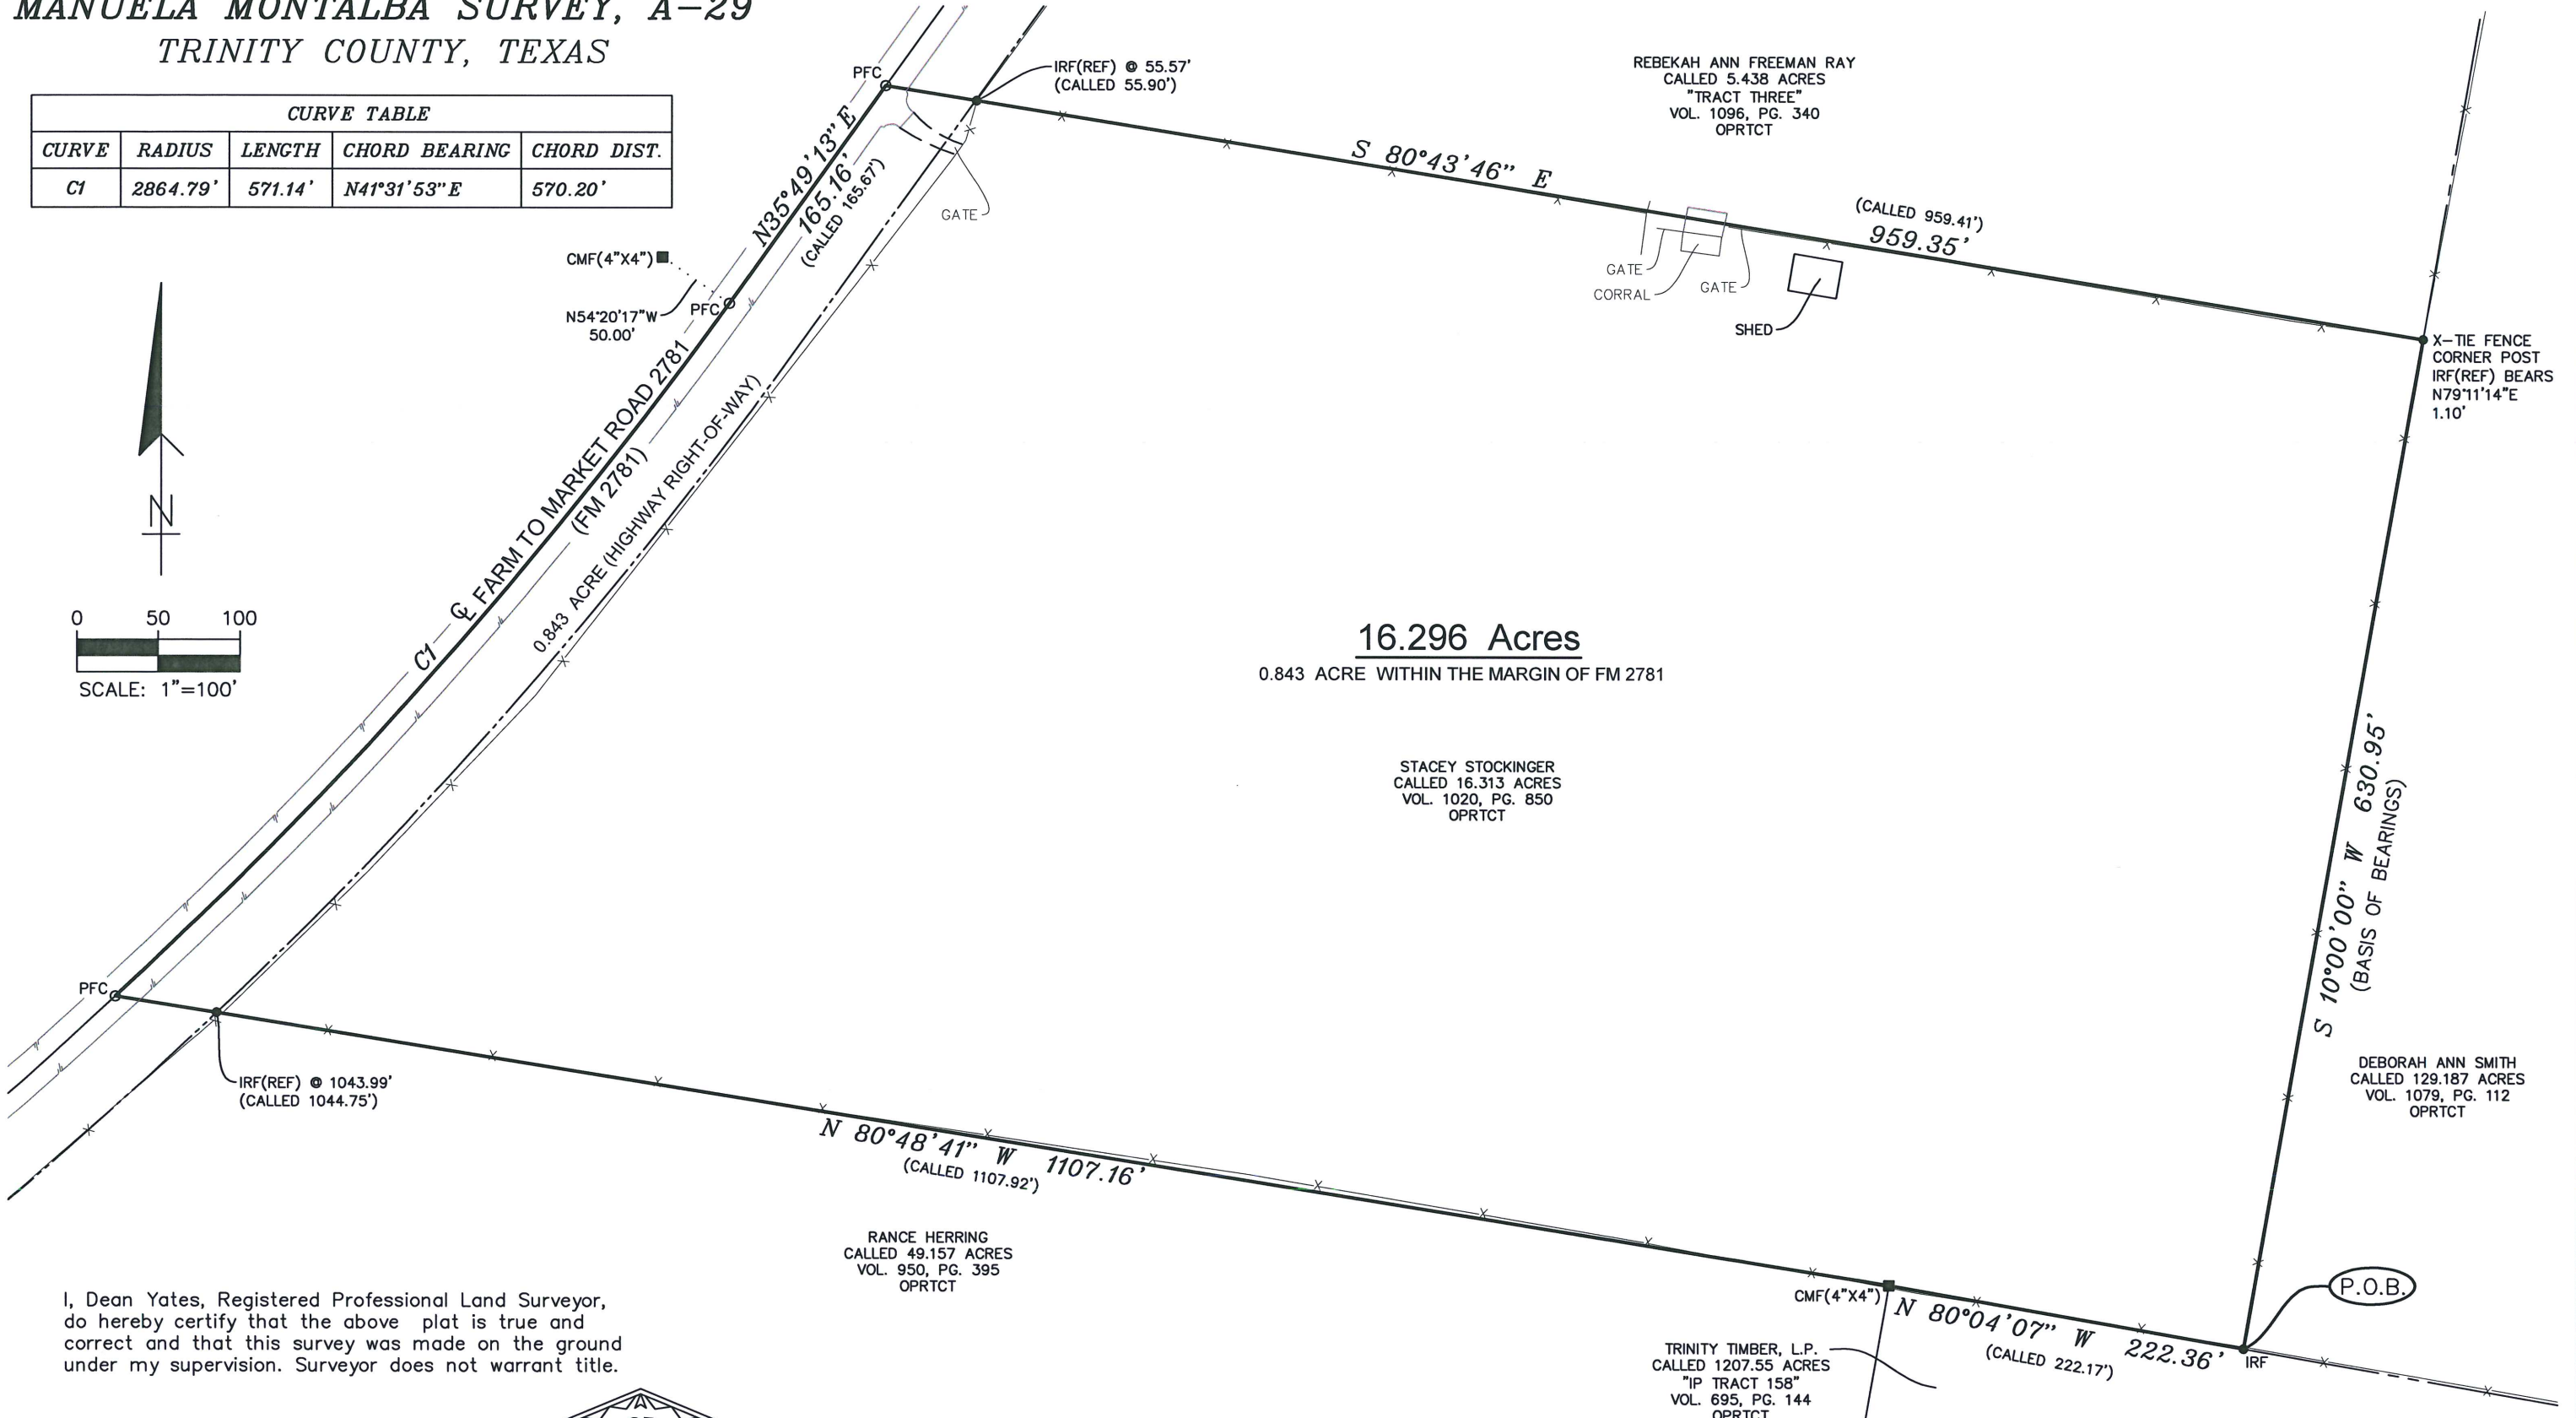 MANUELA MONTALBA SURVEY, A-29
TRINITY COUNTY, TEXAS
CURVE TABLE
CURVE RADIUS LENGTH CHORD BEARING CHORD DIST.
C1 2864.79' 571.14' N41°31'53"E 570.20'
PFC
IRF(REF) @ 55.57'
(CALLED 55.90')
REBEKAH ANN FREEMAN RAY
CALLED 5.438 ACRES
"TRACT THREE"
VOL. 1096, PG. 340
OPRTCT
N35°49'13"E
165.16'
(CALLED 165.67')
GATE
S 80°43'46" E
(CALLED 959.41')
959.35'
GATE
CORRAL
GATE
SHED
CMF(4"X4")
PFC
N54°20'17"W
50.00'
X-TIE FENCE
CORNER POST
IRF(REF) BEARS
N79°11'14"E
1.10'
N
0 50 100
SCALE: 1"=100'
C1
℄ FARM TO MARKET ROAD 2781
(FM 2781)
0.843 ACRE (HIGHWAY RIGHT-OF-WAY)
16.296 Acres
0.843 ACRE WITHIN THE MARGIN OF FM 2781
STACEY STOCKINGER
CALLED 16.313 ACRES
VOL. 1020, PG. 850
OPRTCT
S 10°00'00" W 630.95'
(BASIS OF BEARINGS)
DEBORAH ANN SMITH
CALLED 129.187 ACRES
VOL. 1079, PG. 112
OPRTCT
PFC
IRF(REF) @ 1043.99'
(CALLED 1044.75')
N 80°48'41" W 1107.16'
(CALLED 1107.92')
RANCE HERRING
CALLED 49.157 ACRES
VOL. 950, PG. 395
OPRTCT
CMF(4"X4")
N 80°04'07" W 222.36'
(CALLED 222.17')
IRF
P.O.B.
TRINITY TIMBER, L.P.
CALLED 1207.55 ACRES
"IP TRACT 158"
VOL. 695, PG. 144
OPRTCT
I, Dean Yates, Registered Professional Land Surveyor,
do hereby certify that the above plat is true and
correct and that this survey was made on the ground
under my supervision. Surveyor does not warrant title.